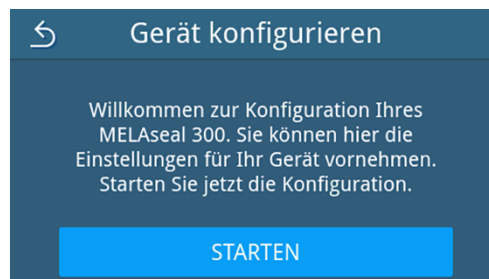 Gerät konfigurieren
Willkommen zur Konfiguration Ihres
MELAseal 300. Sie können hier die
Einstellungen für Ihr Gerät vornehmen.
Starten Sie jetzt die Konfiguration.
STARTEN